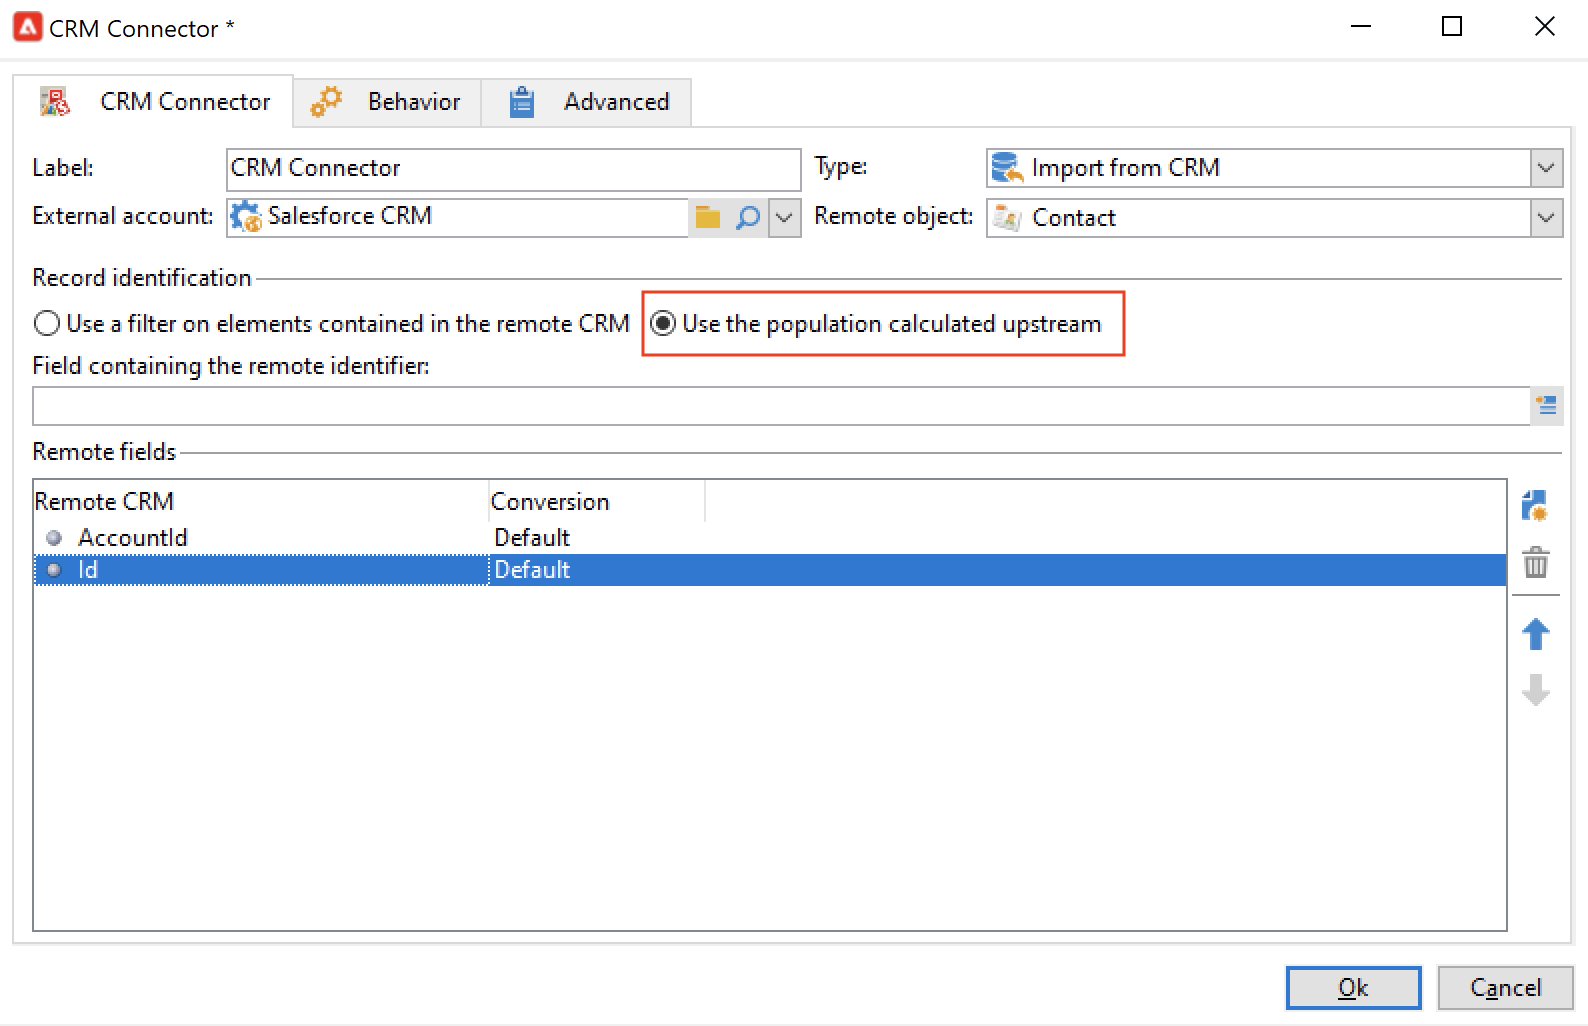 CRM Connector *
CRM Connector Behavior Advanced
Label: CRM Connector Type: Import from CRM
External account: Salesforce CRM Remote object: Contact
Record identification
Use a filter on elements contained in the remote CRM Use the population calculated upstream
Field containing the remote identifier:
Remote fields
Remote CRM Conversion
AccountId Default
Id Default
Ok Cancel